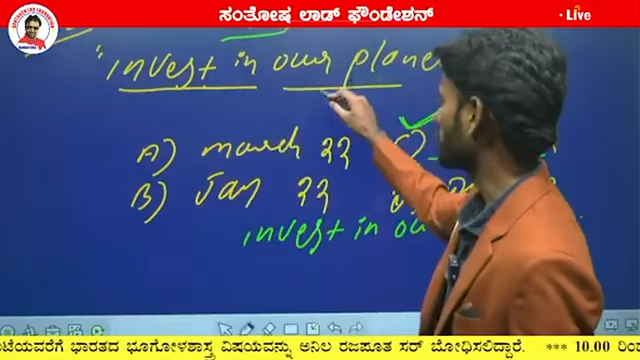 ಸಂತೋಷ ಲಾಡ್ ಫೌಂಡೇಶನ್
Live
"invest in our plane
A) march 22
B) Jan 22
invest in ou
ಟೆಯವರೆಗೆ ಭಾರತದ ಭೂಗೋಳಶಾಸ್ತ್ರ ವಿಷಯವನ್ನು ಅನಿಲ ರಜಪೂತ ಸರ್ ಬೋಧಿಸಲಿದ್ದಾರೆ. *** 10.00 ರಿಂ